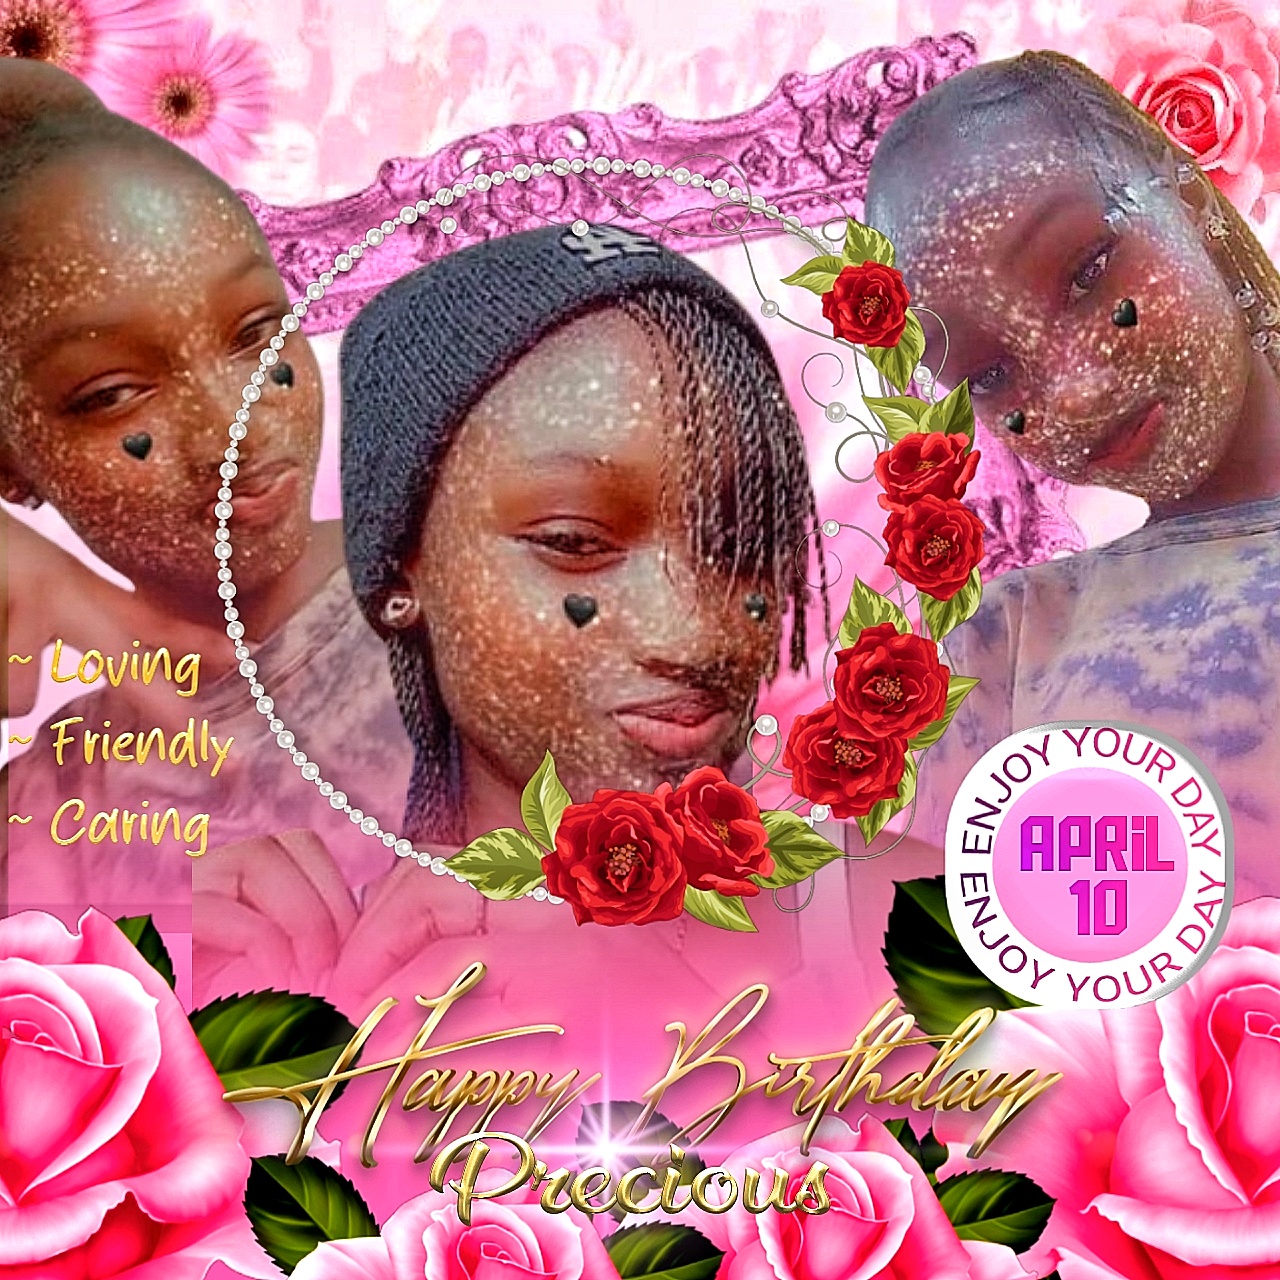 ~ Loving
~ Friendly
~ Caring
ENJOY YOUR DAY
APRiL
10
ENJOY YOUR DAY
Happy Birthday
Precious